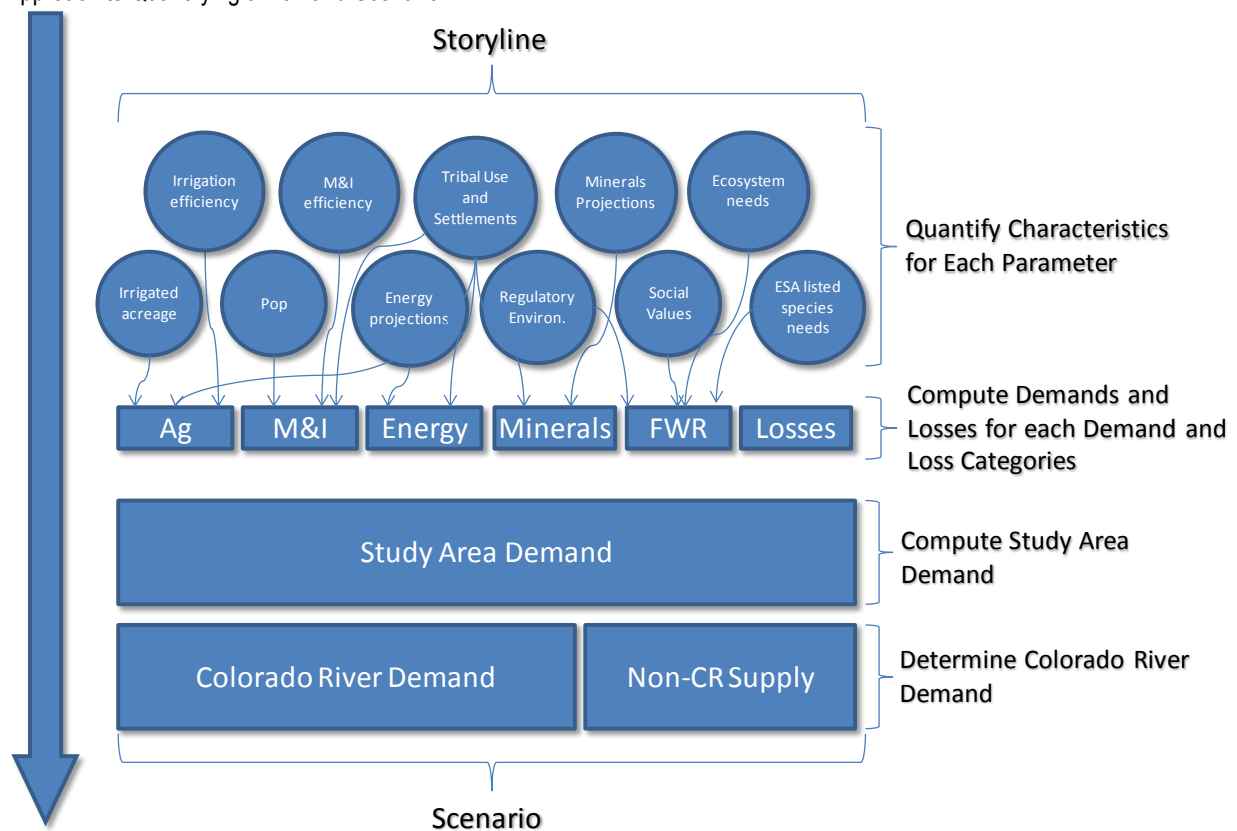 Storyline
Irrigation
efficiency
M&I
efficiency
Tribal Use
and
Settlements
Minerals
Projections
Ecosystem
needs
Irrigated
acreage
Pop
Energy
projections
Regulatory
Environ.
Social
Values
ESA listed
species
needs
Quantify Characteristics
for Each Parameter
Ag
M&I
Energy
Minerals
FWR
Losses
Compute Demands and
Losses for each Demand and
Loss Categories
Study Area Demand
Compute Study Area
Demand
Colorado River Demand
Non-CR Supply
Determine Colorado River
Demand
Scenario